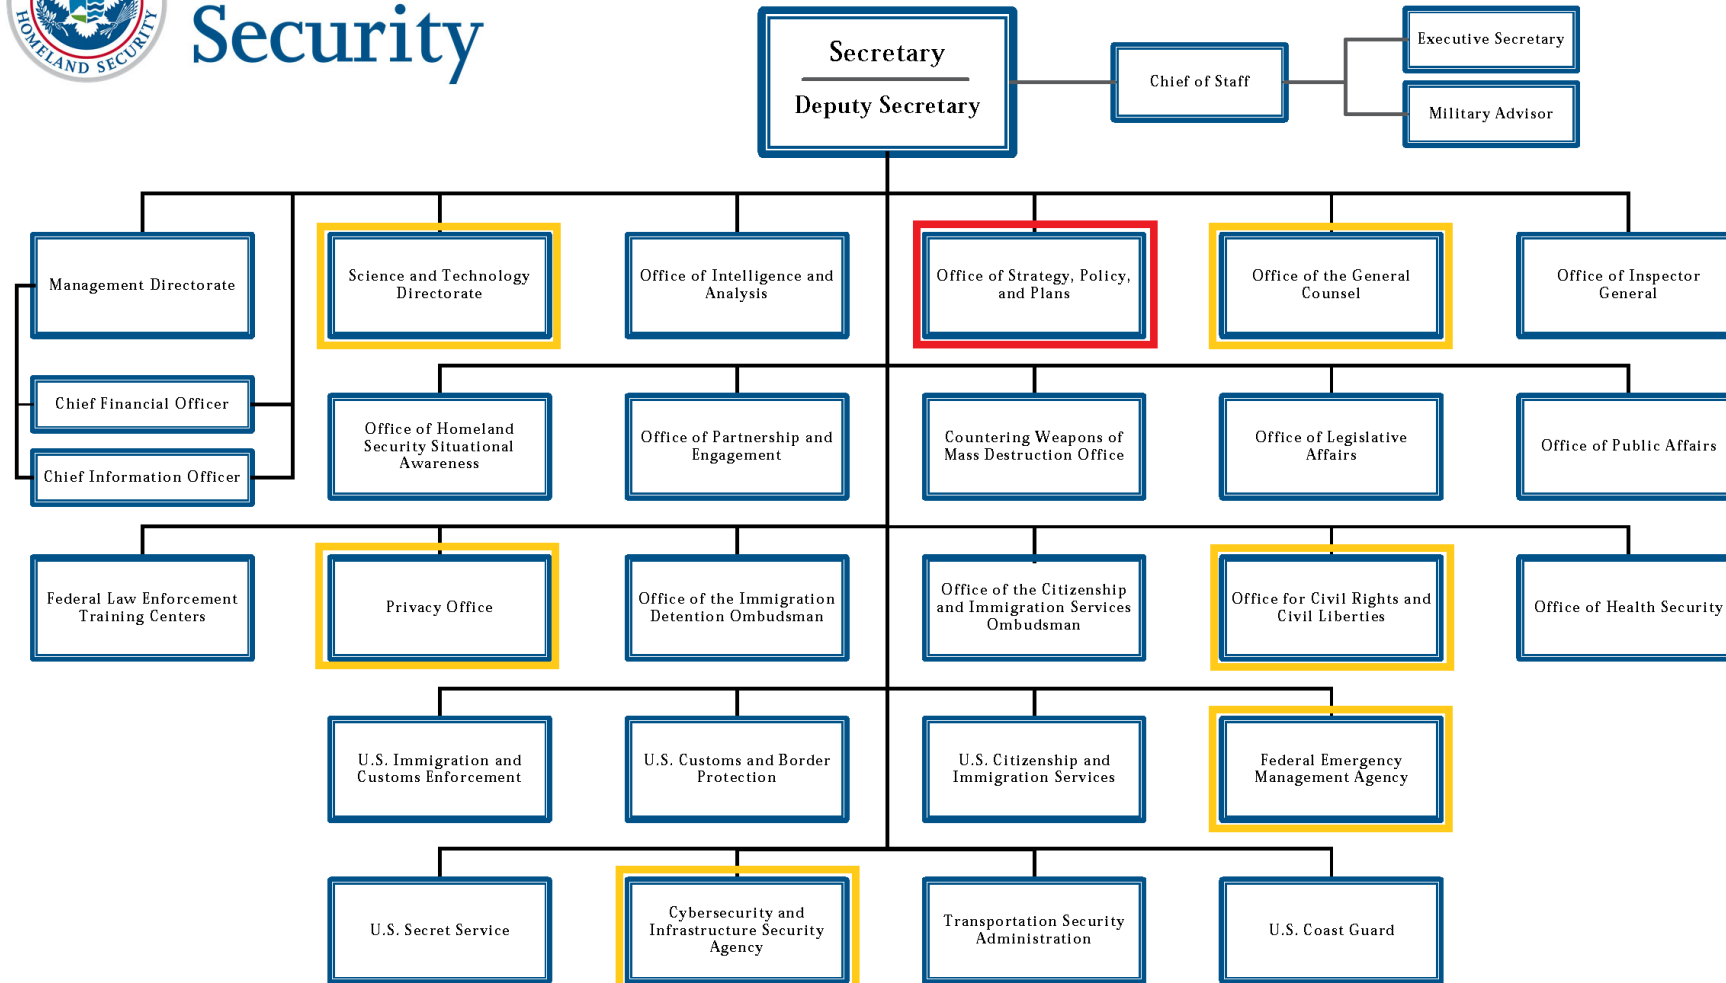 HOMELAND SECURITY
Security
Secretary
Deputy Secretary
Chief of Staff
Executive Secretary
Military Advisor
Management Directorate
Science and Technology
Directorate
Office of Intelligence and
Analysis
Office of Strategy, Policy,
and Plans
Office of the General
Counsel
Office of Inspector
General
Chief Financial Officer
Chief Information Officer
Office of Homeland
Security Situational
Awareness
Office of Partnership and
Engagement
Countering Weapons of
Mass Destruction Office
Office of Legislative
Affairs
Office of Public Affairs
Federal Law Enforcement
Training Centers
Privacy Office
Office of the Immigration
Detention Ombudsman
Office of the Citizenship
and Immigration Services
Ombudsman
Office for Civil Rights and
Civil Liberties
Office of Health Security
U.S. Immigration and
Customs Enforcement
U.S. Customs and Border
Protection
U.S. Citizenship and
Immigration Services
Federal Emergency
Management Agency
U.S. Secret Service
Cybersecurity and
Infrastructure Security
Agency
Transportation Security
Administration
U.S. Coast Guard